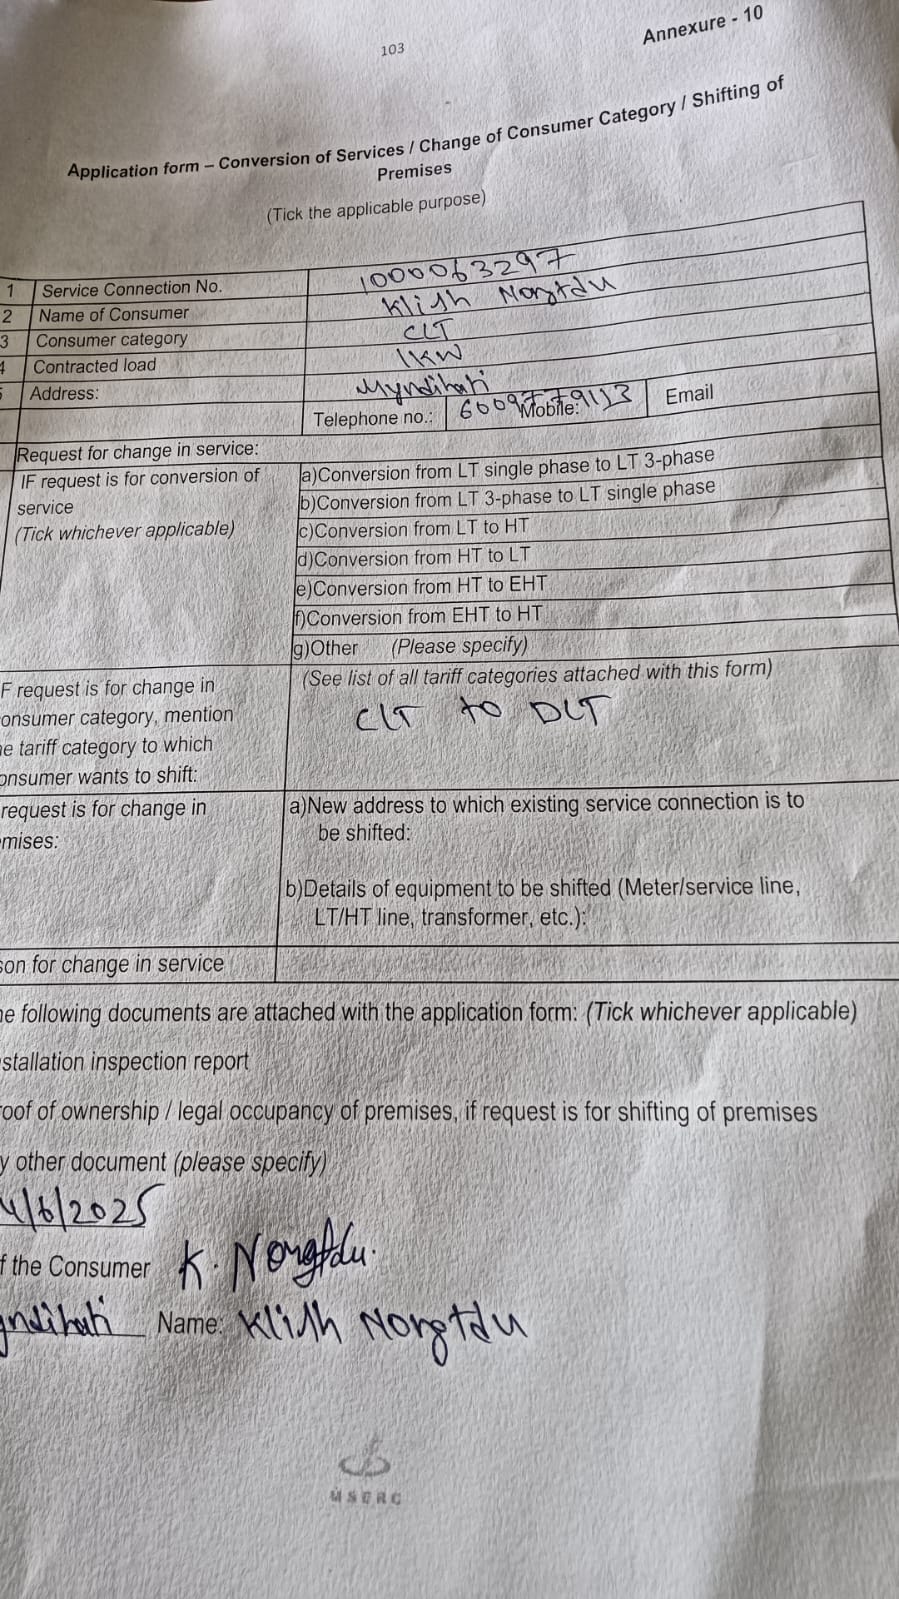 103
Annexure - 10
Application form – Conversion of Services / Change of Consumer Category / Shifting of
Premises
(Tick the applicable purpose)
1 Service Connection No. 1000063297
2 Name of Consumer Klish Nongtdu
3 Consumer category CLT
4 Contracted load 1KW
5 Address: Myndihati
Telephone no.: Mobile: Email
Request for change in service:
IF request is for conversion of
service
(Tick whichever applicable)
a)Conversion from LT single phase to LT 3-phase
b)Conversion from LT 3-phase to LT single phase
c)Conversion from LT to HT
d)Conversion from HT to LT
e)Conversion from HT to EHT
f)Conversion from EHT to HT
g)Other (Please specify)
F request is for change in
onsumer category, mention
he tariff category to which
onsumer wants to shift:
(See list of all tariff categories attached with this form)
CLT to DLT
request is for change in
emises:
a)New address to which existing service connection is to
be shifted:
b)Details of equipment to be shifted (Meter/service line,
LT/HT line, transformer, etc.):
son for change in service
he following documents are attached with the application form: (Tick whichever applicable)
nstallation inspection report
roof of ownership / legal occupancy of premises, if request is for shifting of premises
y other document (please specify)
4/6/2025
f the Consumer K. Nongtdu.
yndihati Name: Klish Nongtdu
MSERC